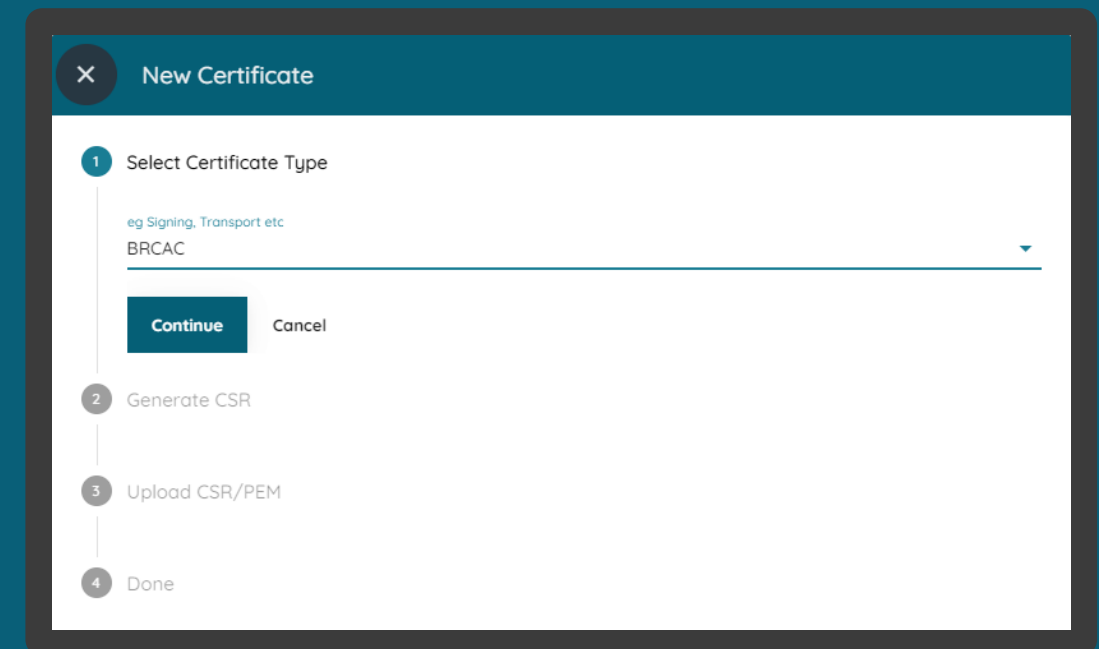 New Certificate
1 Select Certificate Type
eg Signing, Transport etc
BRCAC
Continue Cancel
2 Generate CSR
3 Upload CSR/PEM
4 Done